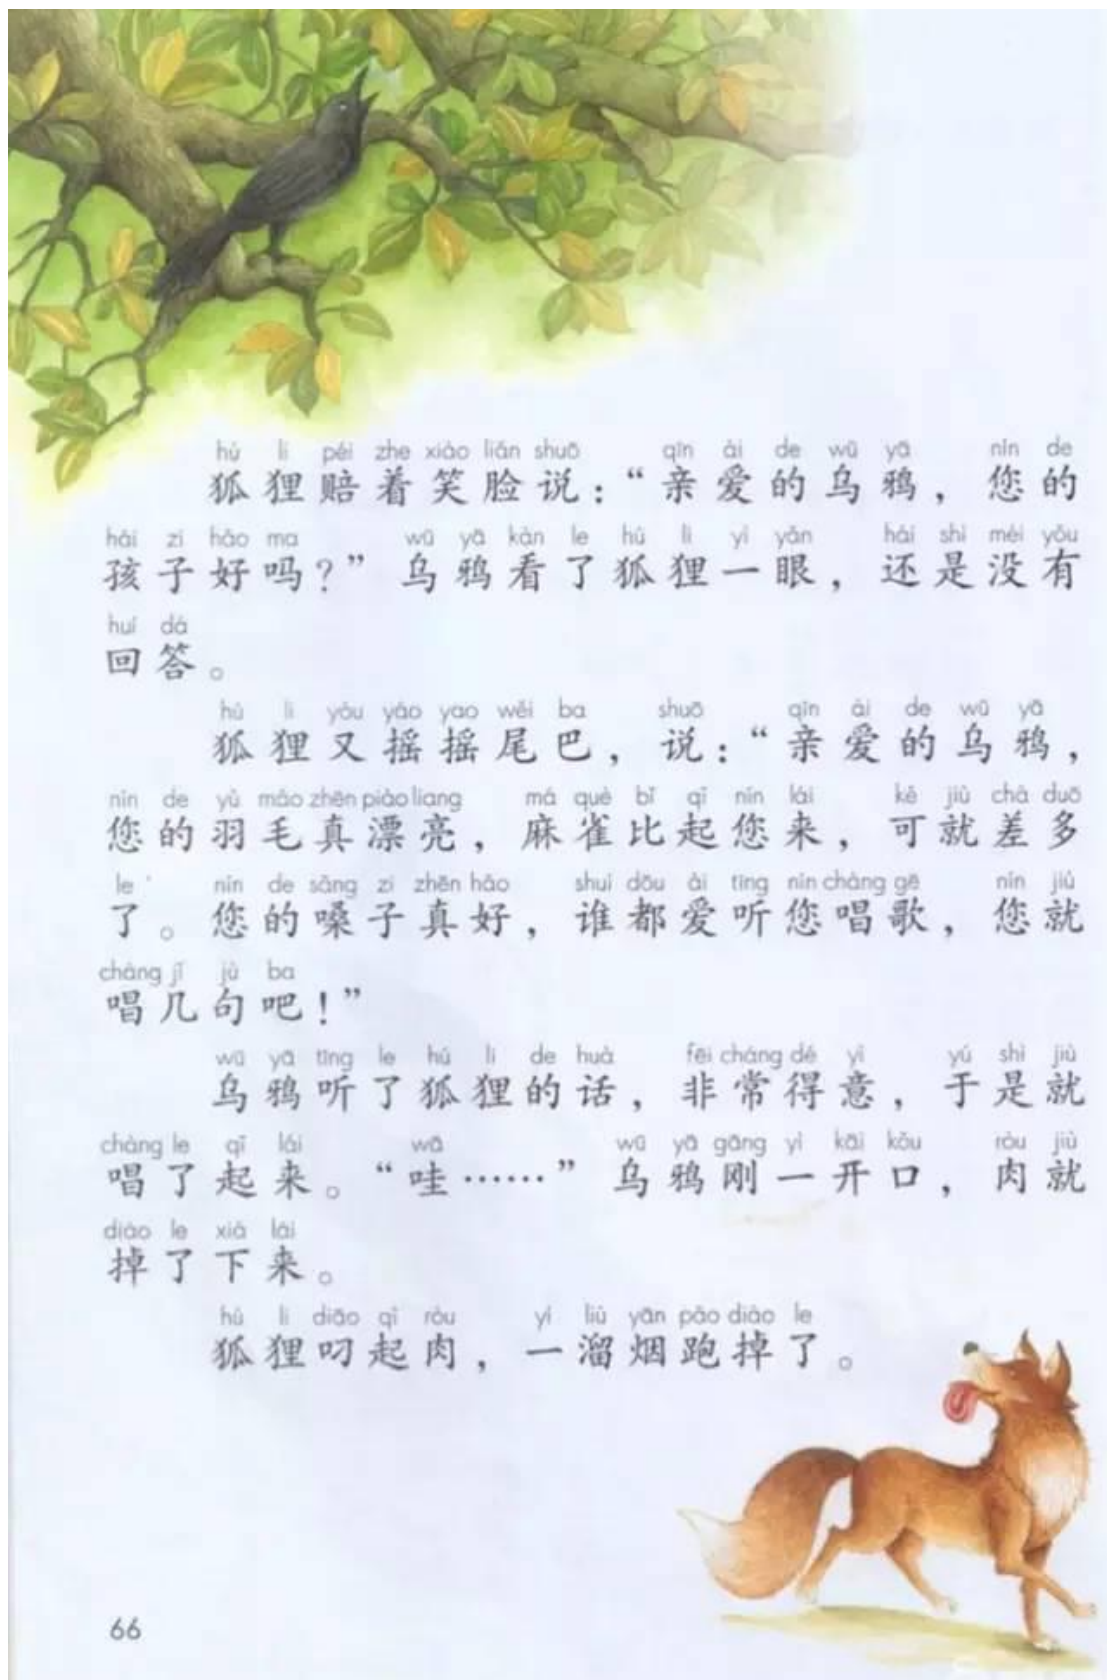 hú li péi zhe xiào liǎn shuō qīn ài de wū yā nín de
狐狸赔着笑脸说：“亲爱的乌鸦，您的
hái zi hǎo ma wū yā kàn le hú li yì yǎn hái shì méi yǒu
孩子好吗？”乌鸦看了狐狸一眼，还是没有
huí dá
回答。
hú li yòu yáo yao wěi ba shuō qīn ài de wū yā
狐狸又摇摇尾巴，说：“亲爱的乌鸦，
nín de yǔ máo zhēn piào liang má què bǐ qǐ nín lái kě jiù chà duō
您的羽毛真漂亮，麻雀比起您来，可就差多
le nín de sǎng zi zhēn hǎo shuí dōu ài tīng nín chàng gē nín jiù
了。您的嗓子真好，谁都爱听您唱歌，您就
chàng jǐ jù ba
唱几句吧！”
wū yā tīng le hú li de huà fēi cháng dé yì yú shì jiù
乌鸦听了狐狸的话，非常得意，于是就
chàng le qǐ lái wā wū yā gāng yì kāi kǒu ròu jiù
唱了起来。“哇……”乌鸦刚一开口，肉就
diào le xià lái
掉了下来。
hú li diāo qǐ ròu yí liù yān pǎo diào le
狐狸叼起肉，一溜烟跑掉了。
66